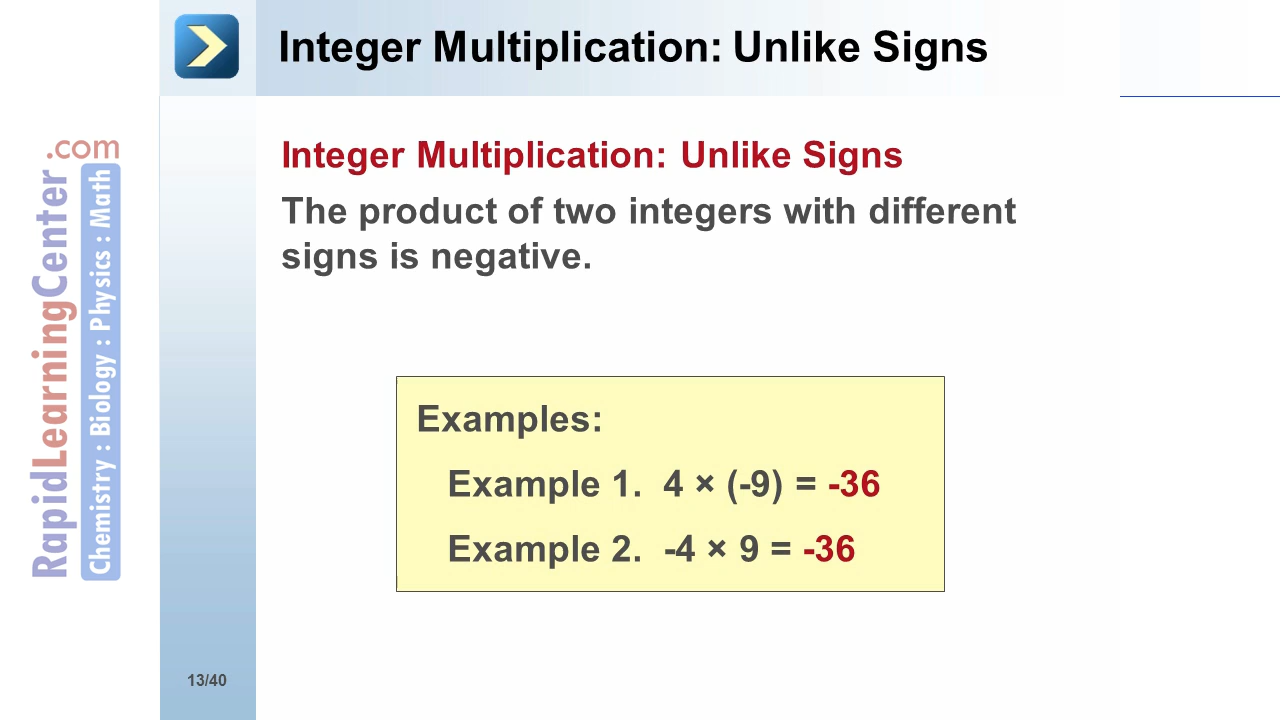 Integer Multiplication: Unlike Signs
Integer Multiplication: Unlike Signs
The product of two integers with different
signs is negative.
Examples:
Example 1. 4 × (-9) = -36
Example 2. -4 × 9 = -36
RapidLearningCenter.com
Chemistry : Biology : Physics : Math
13/40